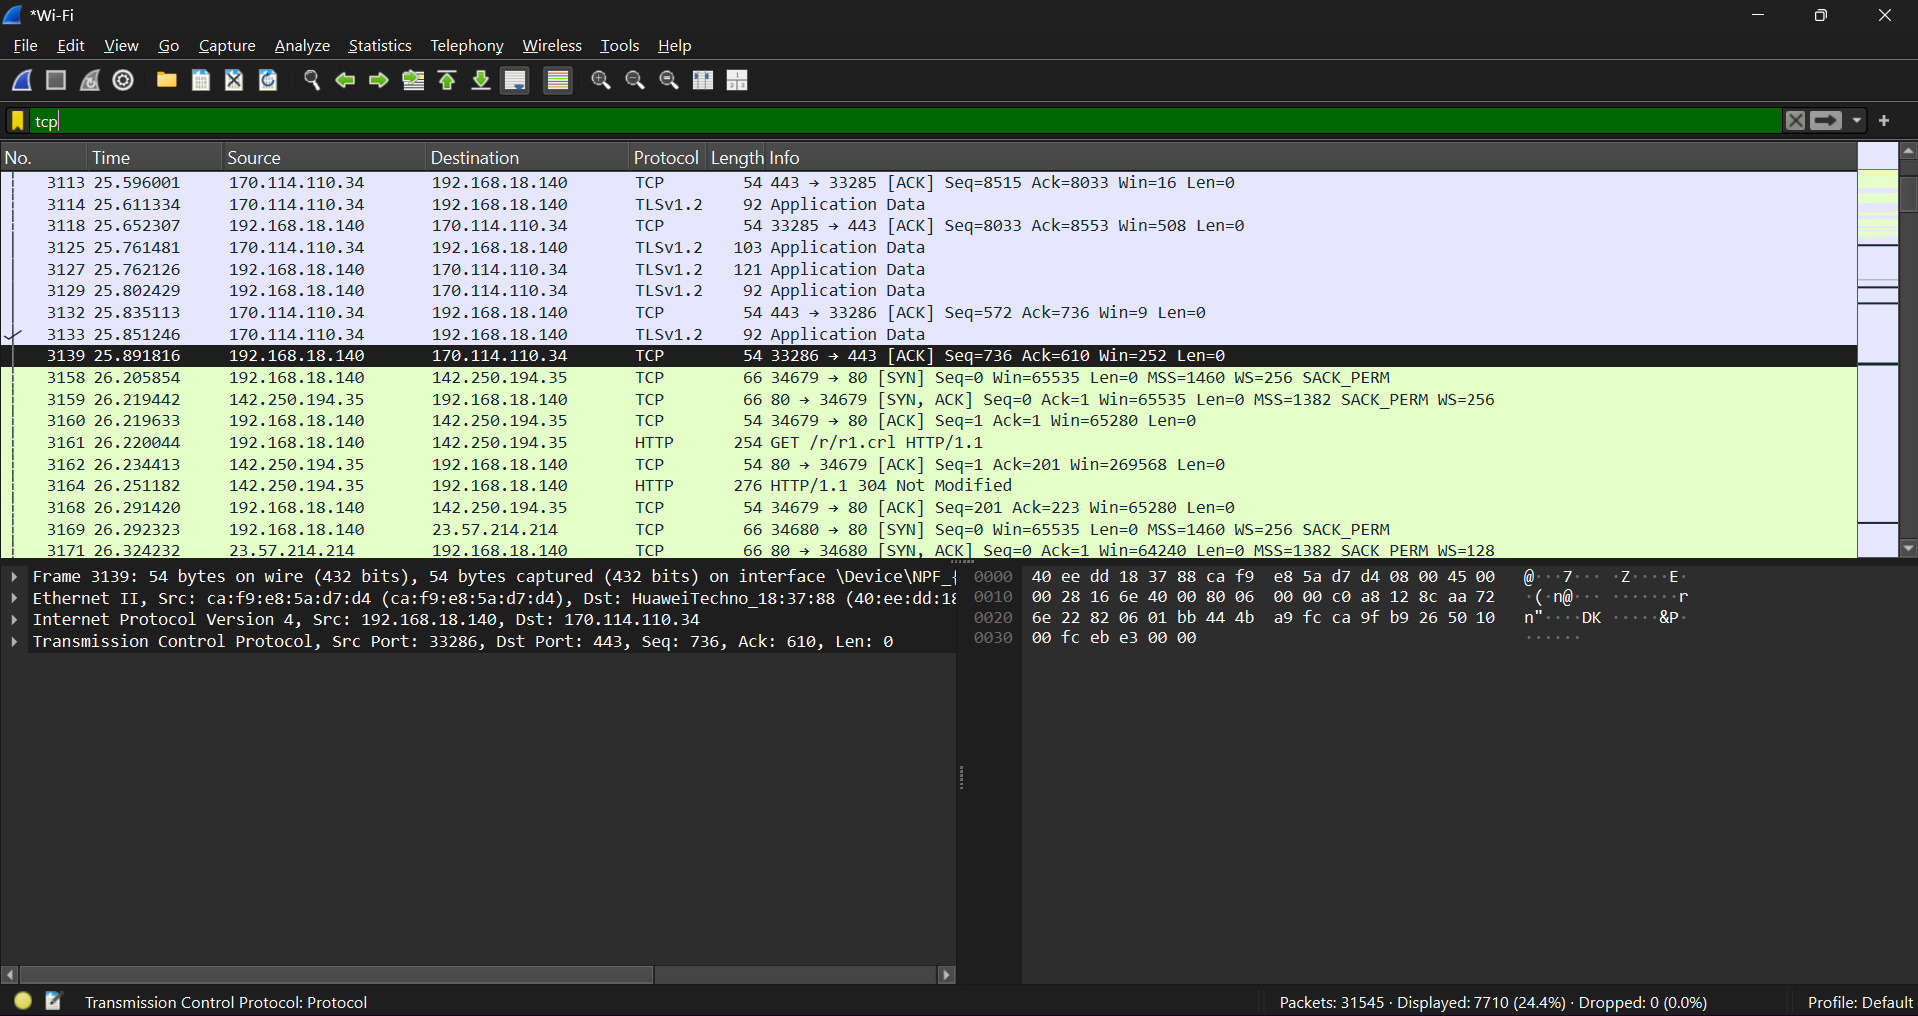 *Wi-Fi
File Edit View Go Capture Analyze Statistics Telephony Wireless Tools Help
tcp
No. Time Source Destination Protocol Length Info
3113 25.596001 170.114.110.34 192.168.18.140 TCP 54 443 → 33285 [ACK] Seq=8515 Ack=8033 Win=16 Len=0
3114 25.611334 170.114.110.34 192.168.18.140 TLSv1.2 92 Application Data
3118 25.652307 192.168.18.140 170.114.110.34 TCP 54 33285 → 443 [ACK] Seq=8033 Ack=8553 Win=508 Len=0
3125 25.761481 170.114.110.34 192.168.18.140 TLSv1.2 103 Application Data
3127 25.762126 192.168.18.140 170.114.110.34 TLSv1.2 121 Application Data
3129 25.802429 192.168.18.140 170.114.110.34 TLSv1.2 92 Application Data
3132 25.835113 170.114.110.34 192.168.18.140 TCP 54 443 → 33286 [ACK] Seq=572 Ack=736 Win=9 Len=0
3133 25.851246 170.114.110.34 192.168.18.140 TLSv1.2 92 Application Data
3139 25.891816 192.168.18.140 170.114.110.34 TCP 54 33286 → 443 [ACK] Seq=736 Ack=610 Win=252 Len=0
3158 26.205854 192.168.18.140 142.250.194.35 TCP 66 34679 → 80 [SYN] Seq=0 Win=65535 Len=0 MSS=1460 WS=256 SACK_PERM
3159 26.219442 142.250.194.35 192.168.18.140 TCP 66 80 → 34679 [SYN, ACK] Seq=0 Ack=1 Win=65535 Len=0 MSS=1382 SACK_PERM WS=256
3160 26.219633 192.168.18.140 142.250.194.35 TCP 54 34679 → 80 [ACK] Seq=1 Ack=1 Win=65280 Len=0
3161 26.220044 192.168.18.140 142.250.194.35 HTTP 254 GET /r/r1.crl HTTP/1.1
3162 26.234413 142.250.194.35 192.168.18.140 TCP 54 80 → 34679 [ACK] Seq=1 Ack=201 Win=269568 Len=0
3164 26.251182 142.250.194.35 192.168.18.140 HTTP 276 HTTP/1.1 304 Not Modified
3168 26.291420 192.168.18.140 142.250.194.35 TCP 54 34679 → 80 [ACK] Seq=201 Ack=223 Win=65280 Len=0
3169 26.292323 192.168.18.140 23.57.214.214 TCP 66 34680 → 80 [SYN] Seq=0 Win=65535 Len=0 MSS=1460 WS=256 SACK_PERM
3171 26.324232 23.57.214.214 192.168.18.140 TCP 66 80 → 34680 [SYN, ACK] Seq=0 Ack=1 Win=64240 Len=0 MSS=1382 SACK_PERM WS=128
Frame 3139: 54 bytes on wire (432 bits), 54 bytes captured (432 bits) on interface \Device\NPF_{
Ethernet II, Src: ca:f9:e8:5a:d7:d4 (ca:f9:e8:5a:d7:d4), Dst: HuaweiTechno_18:37:88 (40:ee:dd:18
Internet Protocol Version 4, Src: 192.168.18.140, Dst: 170.114.110.34
Transmission Control Protocol, Src Port: 33286, Dst Port: 443, Seq: 736, Ack: 610, Len: 0
0000 40 ee dd 18 37 88 ca f9 e8 5a d7 d4 08 00 45 00 @···7··· ·Z····E·
0010 00 28 16 6e 40 00 80 06 00 00 c0 a8 12 8c aa 72 ·(·n@··· ·······r
0020 6e 22 82 06 01 bb 44 4b a9 fc ca 9f b9 26 50 10 n"····DK ·····&P·
0030 00 fc eb e3 00 00 ······
Transmission Control Protocol: Protocol
Packets: 31545 · Displayed: 7710 (24.4%) · Dropped: 0 (0.0%)
Profile: Default